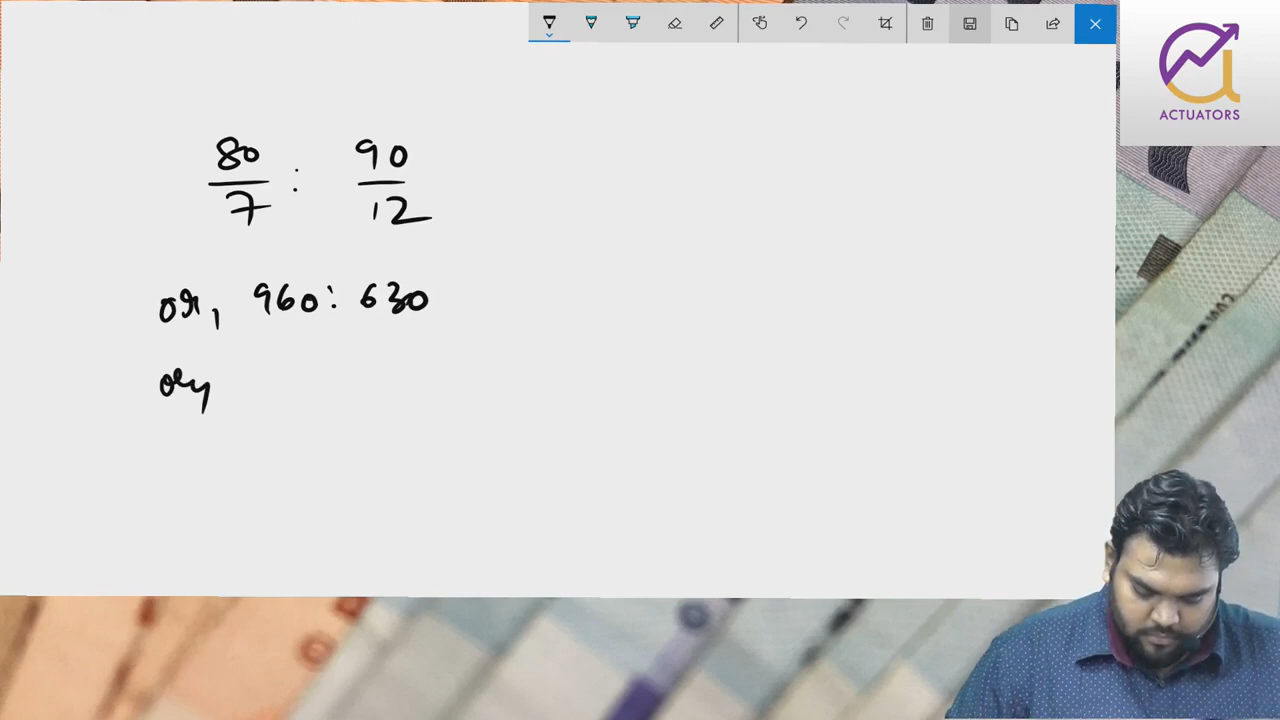 80/7 : 90/12
or, 960 : 630
or,
ACTUATORS